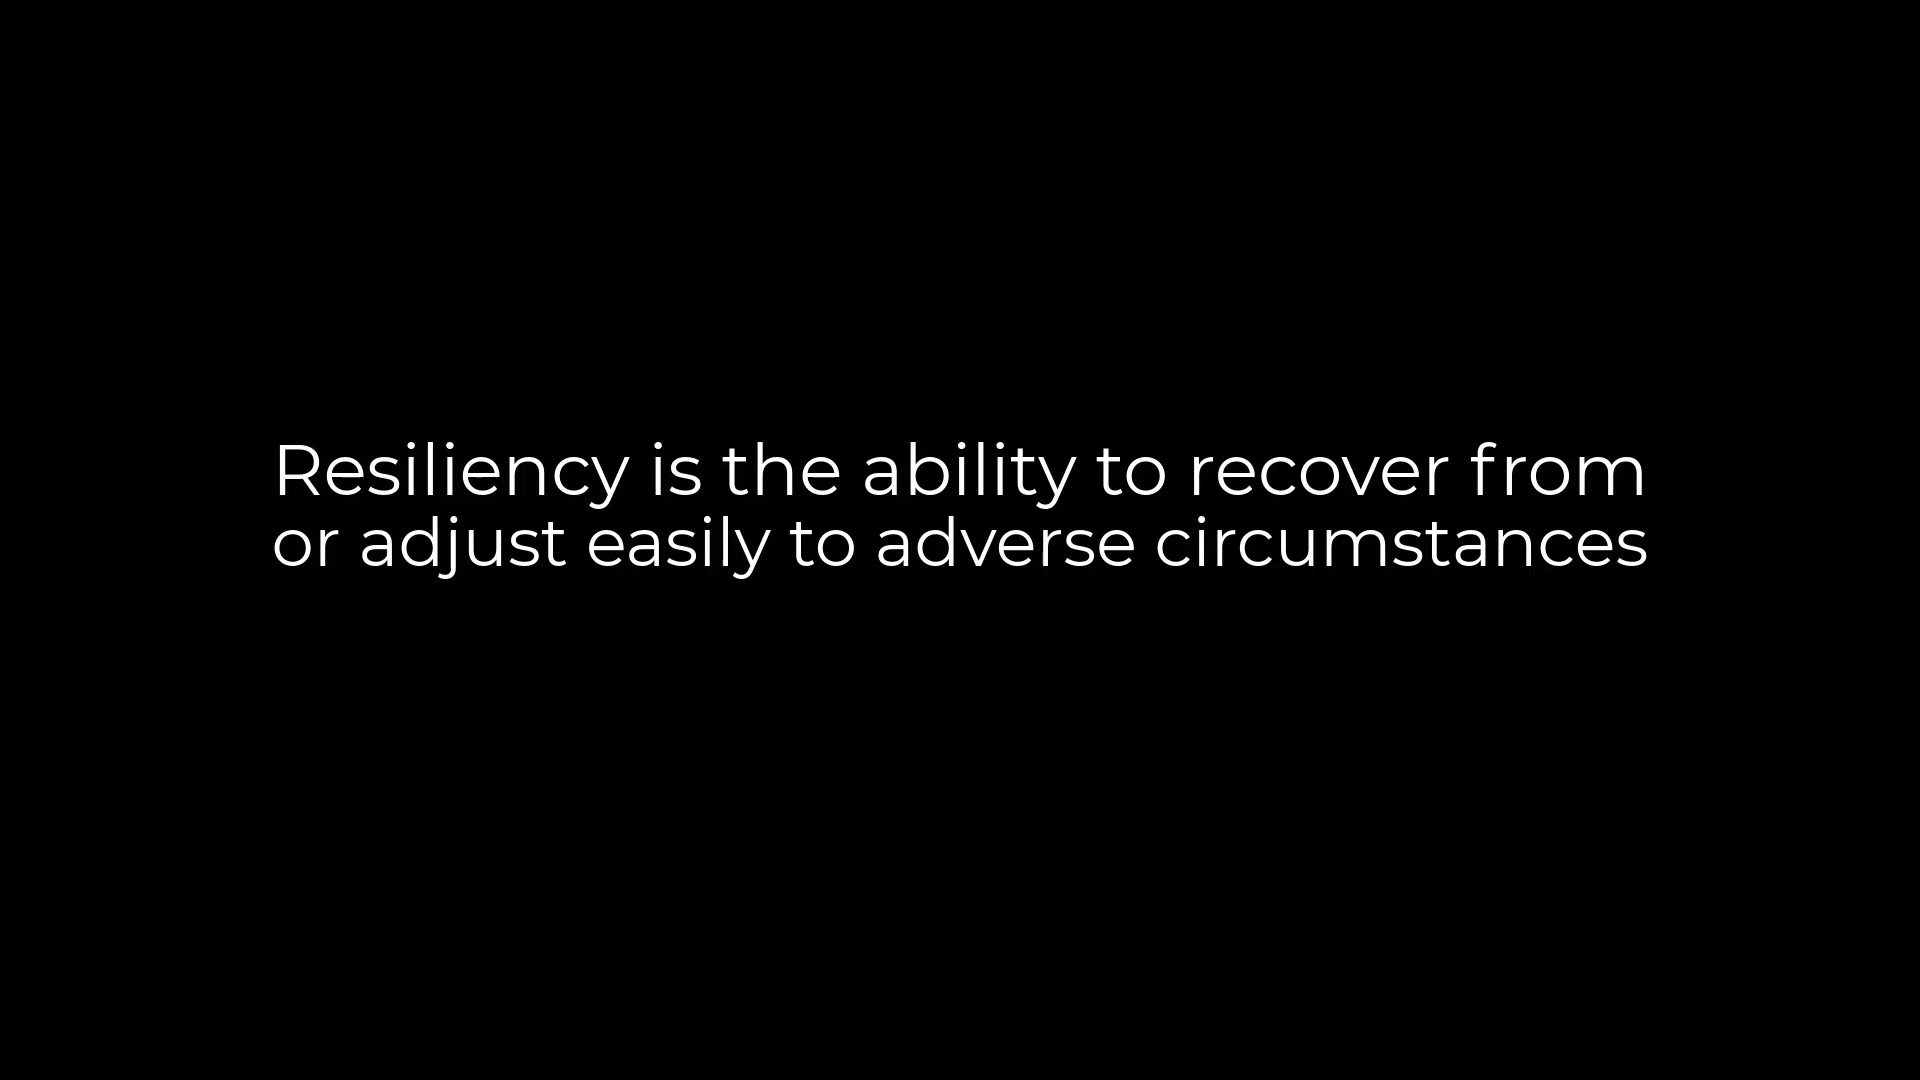 Resiliency is the ability to recover from
or adjust easily to adverse circumstances